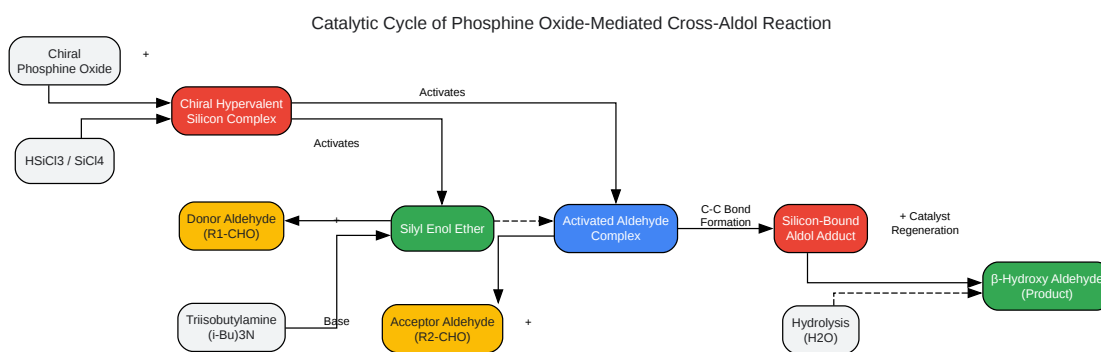 Catalytic Cycle of Phosphine Oxide-Mediated Cross-Aldol Reaction
Chiral
Phosphine Oxide
+
Chiral Hypervalent
Silicon Complex
Activates
Activates
HSiCl3 / SiCl4
Donor Aldehyde
(R1-CHO)
+
Silyl Enol Ether
Activated Aldehyde
Complex
C-C Bond
Formation
Silicon-Bound
Aldol Adduct
+ Catalyst
Regeneration
β-Hydroxy Aldehyde
(Product)
Triisobutylamine
(i-Bu)3N
Base
Acceptor Aldehyde
(R2-CHO)
+
Hydrolysis
(H2O)